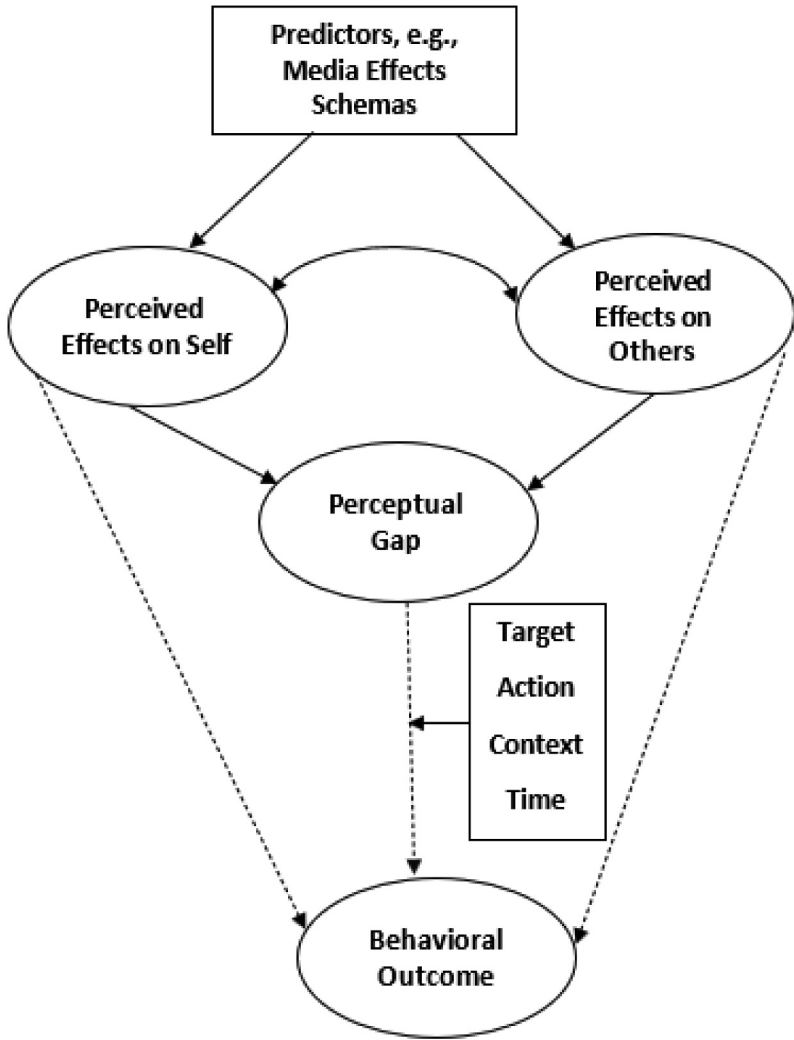 Predictors, e.g.,
Media Effects
Schemas
Perceived
Effects on Self
Perceived
Effects on
Others
Perceptual
Gap
Target
Action
Context
Time
Behavioral
Outcome